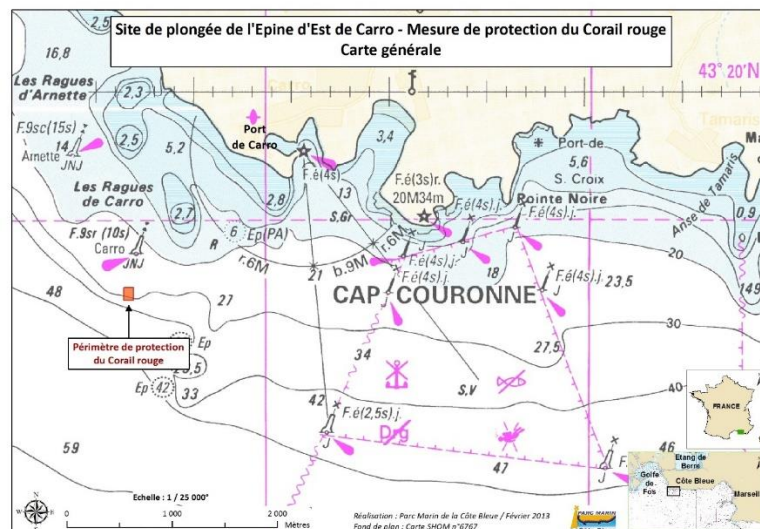 Site de plongée de l'Epine d'Est de Carro - Mesure de protection du Corail rouge
Carte générale
16,8
2,5
43° 20'N
Les Ragues
d'Arnette
2,3
F.9sc(15s)
14
Arnette
JNJ
2,5
5,2
Carro
Port
de Carro
F.é(4s)
3,4
13
Tamaris
Port-de
5,6
S. Croix
Les Ragues
de Carro
2,7
2,8
S.Gr
F.é(3s)r.
20M34m
F.é(4s).j.
Pointe Noire
Anse de Tamaris
0,9
F.9sr (10s)
Carro
JNJ
R
6
Ep(PA)
r.6M
21
b.9M
r.6M
F.é(4s).j.
F.é(4s).j.
F.é(4s).j.
J
18
F.é(4s).j.
J
23,5
20
149
48
27
CAP COURONNE
30
Périmètre de protection
du Corail rouge
Ep
Ep
42
33
34
27,5
S.V
40
42
F.é(2,5s).j.
J
Drg
59
47
46
J
FRANCE
Etang de
Berre
Golfe
de
Fos
Côte Bleue
Echelle : 1 / 25 000°
0
1 000
2 000
Mètres
Réalisation : Parc Marin de la Côte Bleue / Février 2013
Fond de plan : Carte SHOM n°6767
PARC MARIN